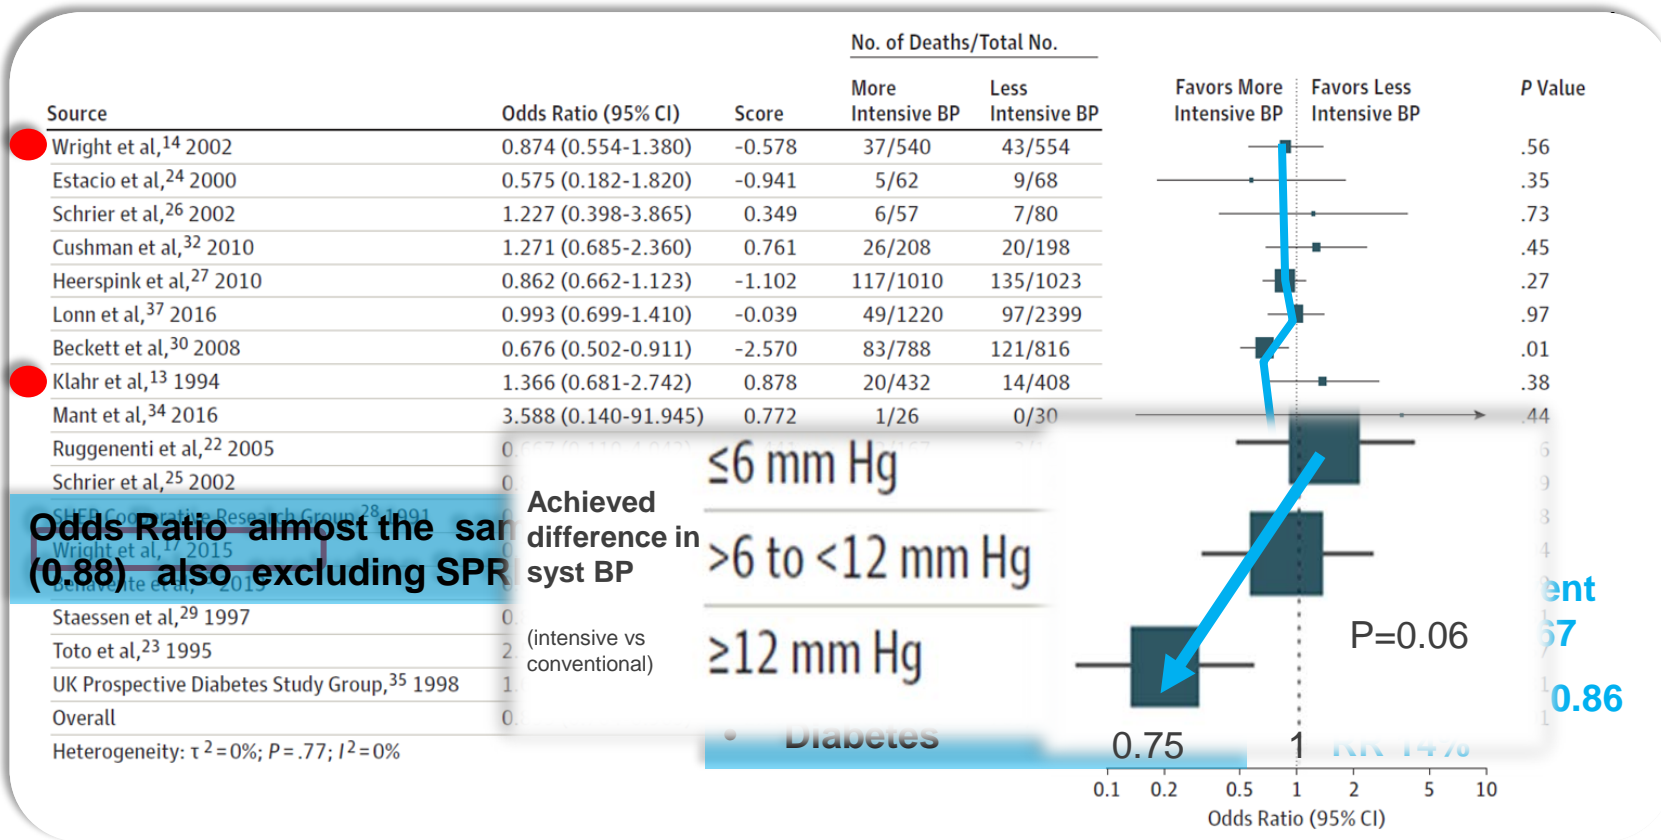 No. of Deaths/Total No.
Source Odds Ratio (95% CI) Score More Intensive BP Less Intensive BP Favors More Intensive BP Favors Less Intensive BP P Value
Wright et al,14 2002 0.874 (0.554-1.380) -0.578 37/540 43/554 .56
Estacio et al,24 2000 0.575 (0.182-1.820) -0.941 5/62 9/68 .35
Schrier et al,26 2002 1.227 (0.398-3.865) 0.349 6/57 7/80 .73
Cushman et al,32 2010 1.271 (0.685-2.360) 0.761 26/208 20/198 .45
Heerspink et al,27 2010 0.862 (0.662-1.123) -1.102 117/1010 135/1023 .27
Lonn et al,37 2016 0.993 (0.699-1.410) -0.039 49/1220 97/2399 .97
Beckett et al,30 2008 0.676 (0.502-0.911) -2.570 83/788 121/816 .01
Klahr et al,13 1994 1.366 (0.681-2.742) 0.878 20/432 14/408 .38
Mant et al,34 2016 3.588 (0.140-91.945) 0.772 1/26 0/30 .44
Ruggenenti et al,22 2005
Schrier et al,25 2002
SHEP Cooperative Research Group,28 1991
Wright et al,17 2015
Staessen et al,29 1997
Toto et al,23 1995
UK Prospective Diabetes Study Group,35 1998
Overall
Heterogeneity: τ2=0%; P=.77; I2=0%
Odds Ratio almost the
(0.88) also excluding
Achieved
difference in
syst BP
(intensive vs
conventional)
≤6 mm Hg
>6 to <12 mm Hg
≥12 mm Hg
P=0.06
0.86
0.75 1
• Diabetes
RR 14%
0.1 0.2 0.5 1 2 5 10
Odds Ratio (95% CI)